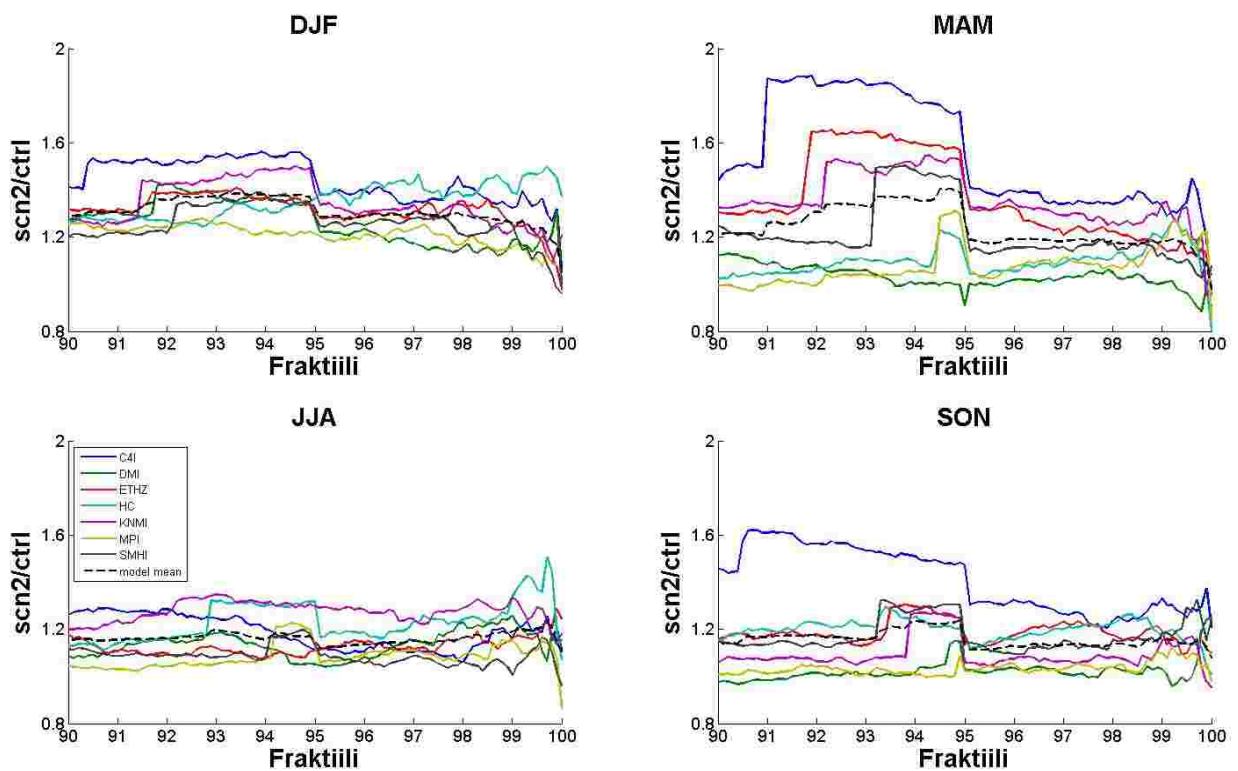 DJF
2
1.6
1.2
0.8
scn2/ctrl
90 91 92 93 94 95 96 97 98 99 100
Fraktiili
MAM
2
1.6
1.2
0.8
scn2/ctrl
90 91 92 93 94 95 96 97 98 99 100
Fraktiili
JJA
2
1.6
1.2
0.8
scn2/ctrl
C4I
DMI
ETHZ
HC
KNMI
MPI
SMHI
model mean
90 91 92 93 94 95 96 97 98 99 100
Fraktiili
SON
2
1.6
1.2
0.8
scn2/ctrl
90 91 92 93 94 95 96 97 98 99 100
Fraktiili